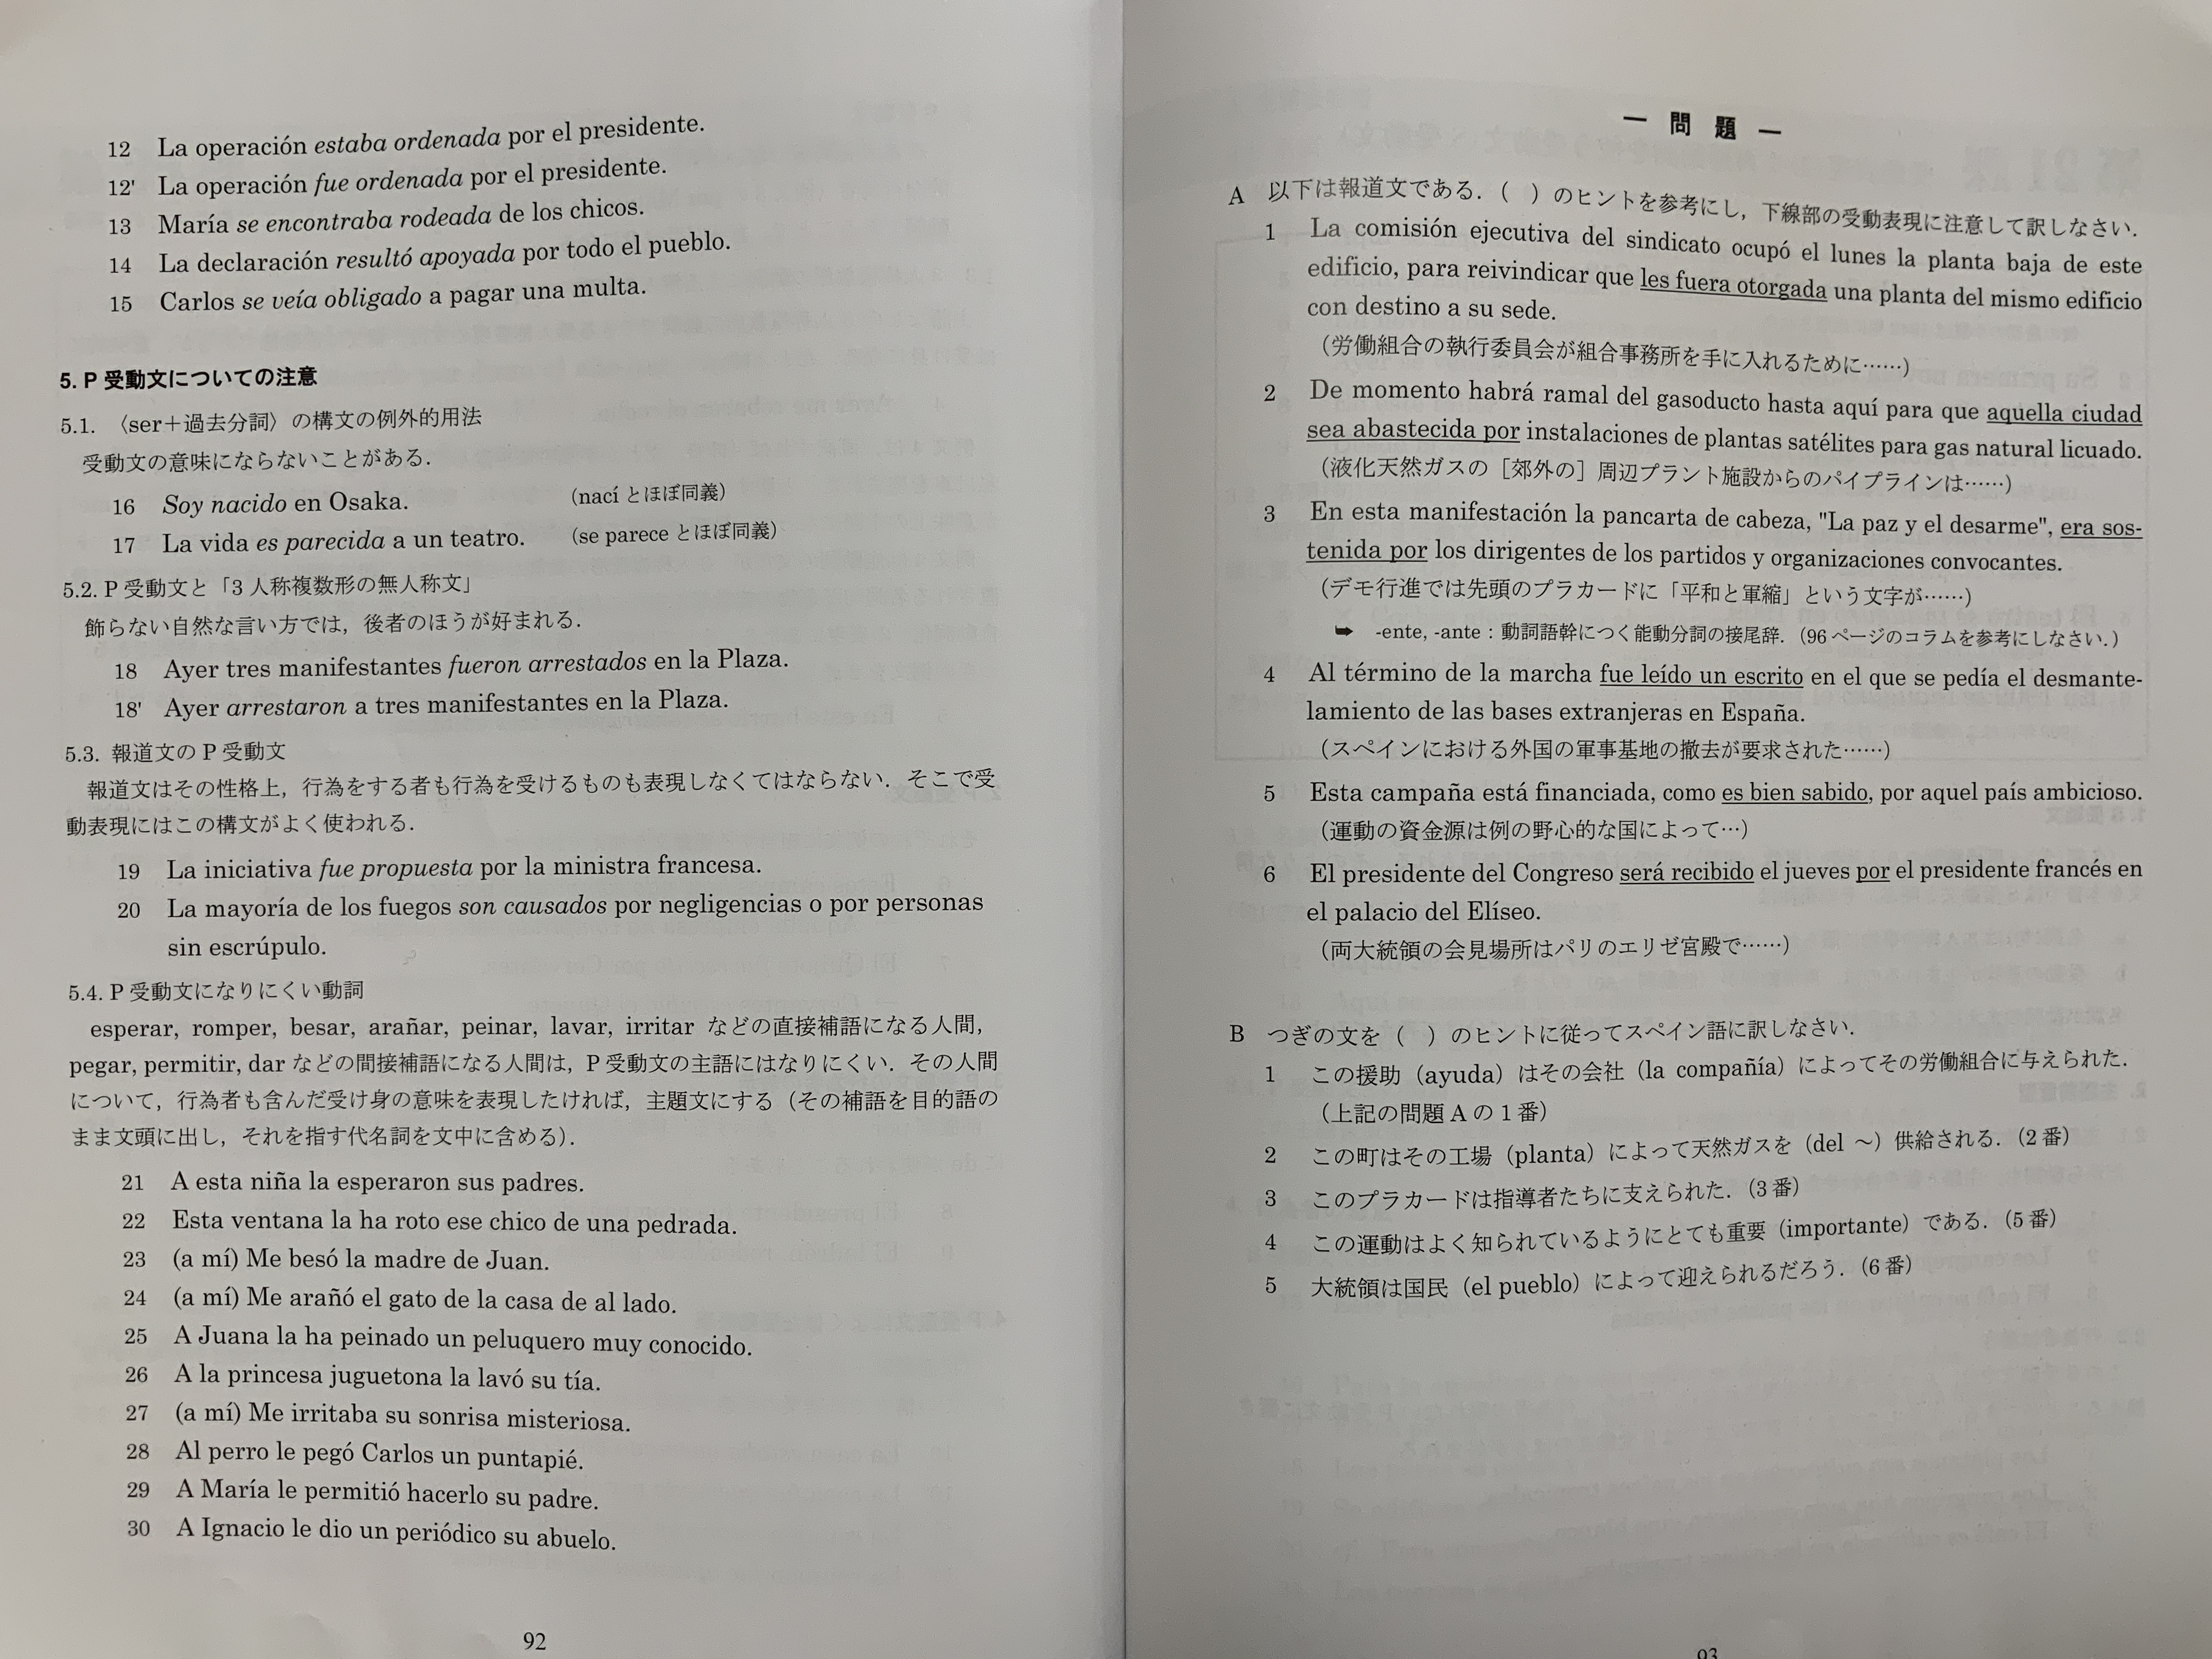 12 La operación estaba ordenada por el presidente.
12' La operación fue ordenada por el presidente.
13 María se encontraba rodeada de los chicos.
14 La declaración resultó apoyada por todo el pueblo.
15 Carlos se veía obligado a pagar una multa.
5. P 受動文についての注意
5.1. 〈ser＋過去分詞〉の構文の例外的用法
受動文の意味にならないことがある．
16 Soy nacido en Osaka. （nací とほぼ同義）
17 La vida es parecida a un teatro. （se parece とほぼ同義）
5.2. P 受動文と「3 人称複数形の無人称文」
飾らない自然な言い方では，後者のほうが好まれる．
18 Ayer tres manifestantes fueron arrestados en la Plaza.
18' Ayer arrestaron a tres manifestantes en la Plaza.
5.3. 報道文の P 受動文
報道文はその性格上，行為をする者も行為を受けるものも表現しなくてはならない．そこで受
動表現にはこの構文がよく使われる．
19 La iniciativa fue propuesta por la ministra francesa.
20 La mayoría de los fuegos son causados por negligencias o por personas
sin escrúpulo.
5.4. P 受動文になりにくい動詞
esperar, romper, besar, arañar, peinar, lavar, irritar などの直接補語になる人間，
pegar, permitir, dar などの間接補語になる人間は，P 受動文の主語にはなりにくい．その人間
について，行為者も含んだ受け身の意味を表現したければ，主題文にする（その補語を目的語の
まま文頭に出し，それを指す代名詞を文中に含める）．
21 A esta niña la esperaron sus padres.
22 Esta ventana la ha roto ese chico de una pedrada.
23 (a mí) Me besó la madre de Juan.
24 (a mí) Me arañó el gato de la casa de al lado.
25 A Juana la ha peinado un peluquero muy conocido.
26 A la princesa juguetona la lavó su tía.
27 (a mí) Me irritaba su sonrisa misteriosa.
28 Al perro le pegó Carlos un puntapié.
29 A María le permitió hacerlo su padre.
30 A Ignacio le dio un periódico su abuelo.
92
― 問 題 ―
A 以下は報道文である．（ ）のヒントを参考にし，下線部の受動表現に注意して訳しなさい．
1 La comisión ejecutiva del sindicato ocupó el lunes la planta baja de este
edificio, para reivindicar que les fuera otorgada una planta del mismo edificio
con destino a su sede.
（労働組合の執行委員会が組合事務所を手に入れるために……）
2 De momento habrá ramal del gasoducto hasta aquí para que aquella ciudad
sea abastecida por instalaciones de plantas satélites para gas natural licuado.
（液化天然ガスの［郊外の］周辺プラント施設からのパイプラインは……）
3 En esta manifestación la pancarta de cabeza, "La paz y el desarme", era sos-
tenida por los dirigentes de los partidos y organizaciones convocantes.
（デモ行進では先頭のプラカードに「平和と軍縮」という文字が……）
➥ -ente, -ante : 動詞語幹につく能動分詞の接尾辞．（96 ページのコラムを参考にしなさい．）
4 Al término de la marcha fue leído un escrito en el que se pedía el desmante-
lamiento de las bases extranjeras en España.
（スペインにおける外国の軍事基地の撤去が要求された……）
5 Esta campaña está financiada, como es bien sabido, por aquel país ambicioso.
（運動の資金源は例の野心的な国によって…）
6 El presidente del Congreso será recibido el jueves por el presidente francés en
el palacio del Elíseo.
（両大統領の会見場所はパリのエリゼ宮殿で……）
B つぎの文を（ ）のヒントに従ってスペイン語に訳しなさい．
1 この援助（ayuda）はその会社（la compañía）によってその労働組合に与えられた．
（上記の問題 A の 1 番）
2 この町はその工場（planta）によって天然ガスを（del ～）供給される．（2 番）
3 このプラカードは指導者たちに支えられた．（3 番）
4 この運動はよく知られているようにとても重要（importante）である．（5 番）
5 大統領は国民（el pueblo）によって迎えられるだろう．（6 番）
93